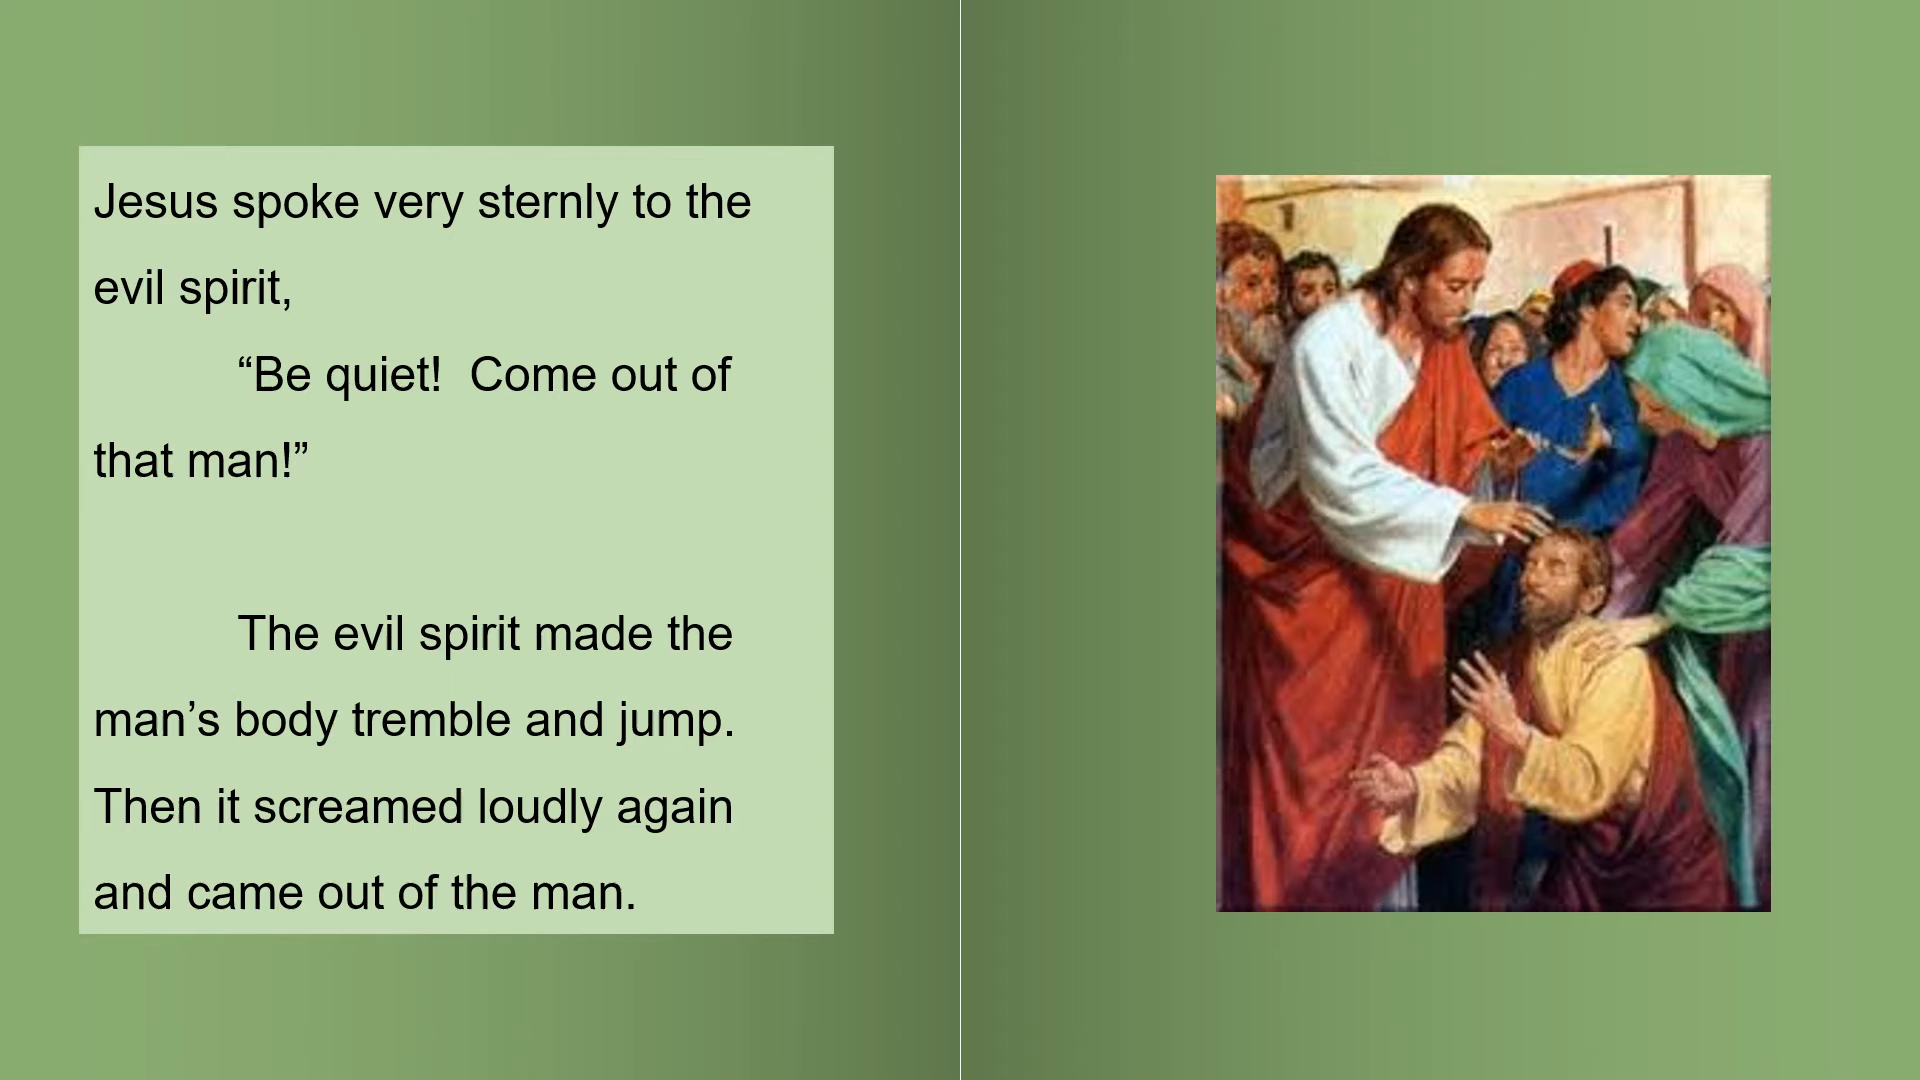 Jesus spoke very sternly to the
evil spirit,
“Be quiet!  Come out of
that man!”
The evil spirit made the
man’s body tremble and jump.
Then it screamed loudly again
and came out of the man.